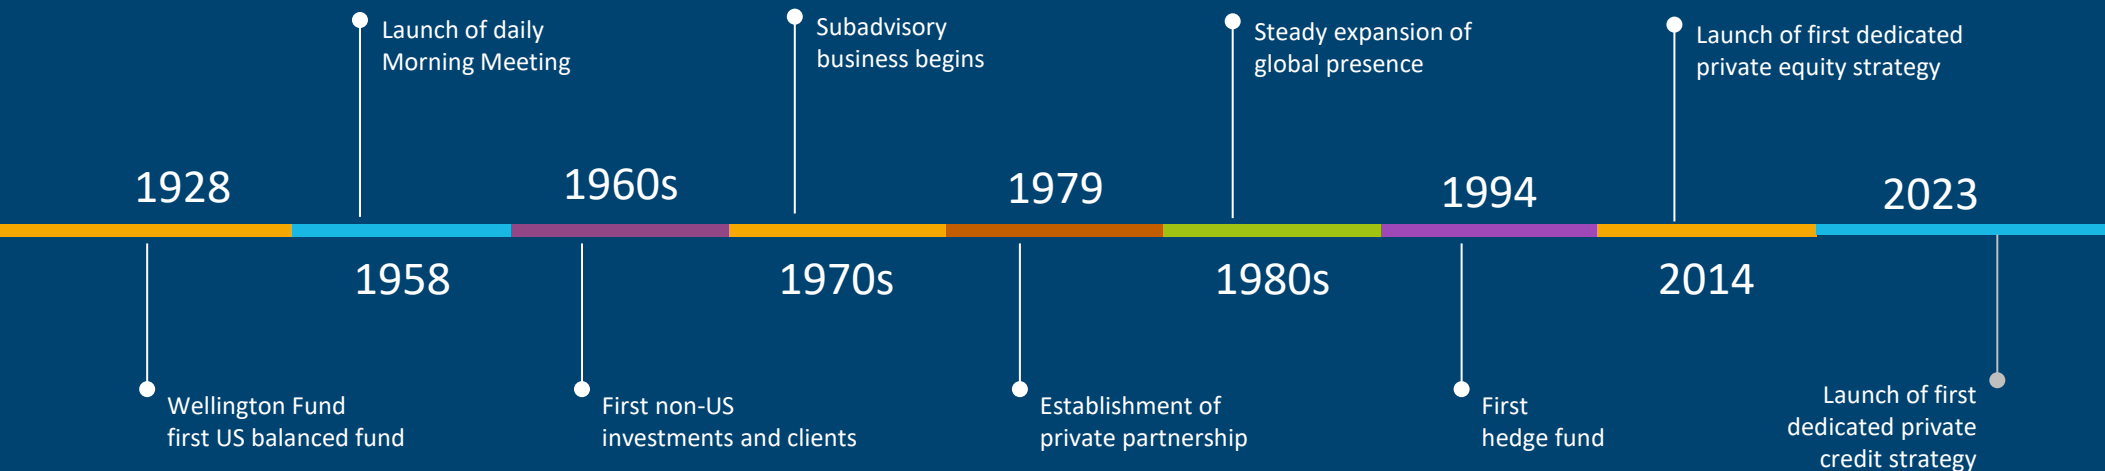 1928
Wellington Fund
first US balanced fund
Launch of daily
Morning Meeting
1958
1960s
First non-US
investments and clients
Subadvisory
business begins
1970s
1979
Establishment of
private partnership
Steady expansion of
global presence
1980s
1994
First
hedge fund
Launch of first dedicated
private equity strategy
2014
2023
Launch of first
dedicated private
credit strategy